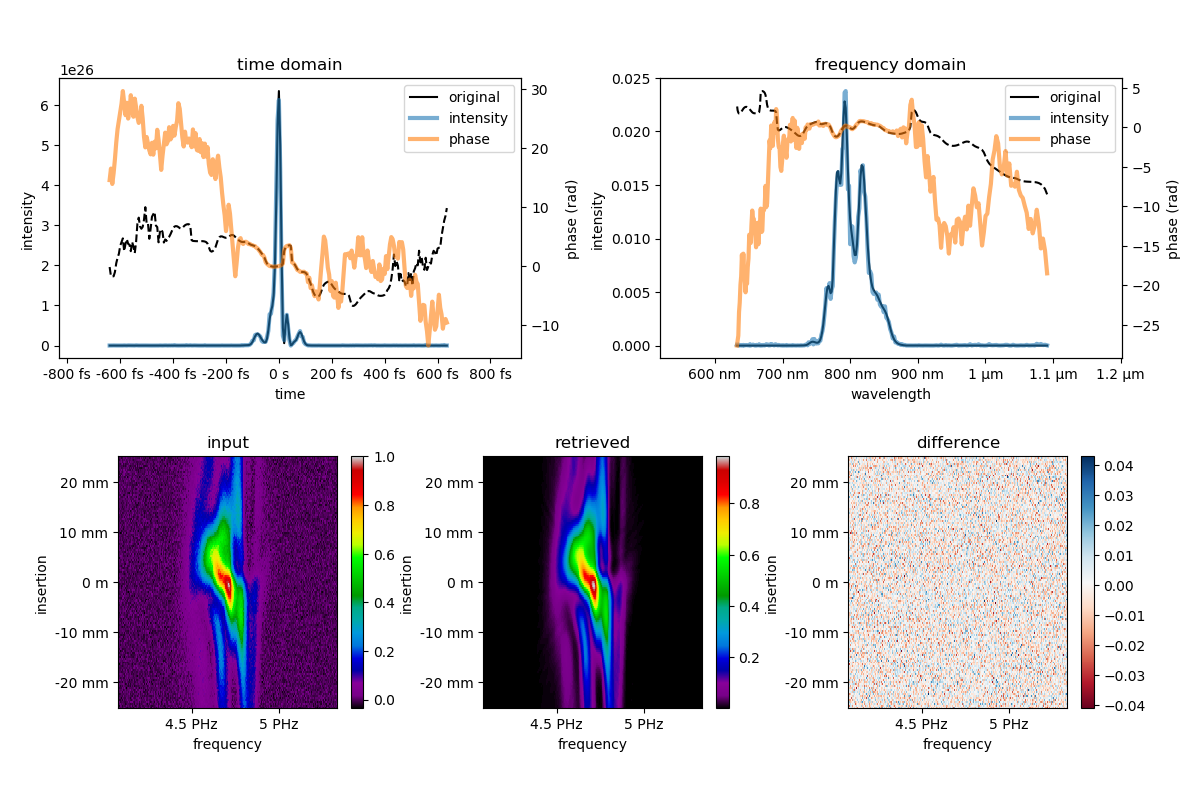 time domain
1e26
intensity
6
5
4
3
2
1
0
30
20
10
0
−10
phase (rad)
original
intensity
phase
-800 fs -600 fs -400 fs -200 fs 0 s 200 fs 400 fs 600 fs 800 fs
time
frequency domain
intensity
0.025
0.020
0.015
0.010
0.005
0.000
5
0
−5
−10
−15
−20
−25
phase (rad)
original
intensity
phase
600 nm 700 nm 800 nm 900 nm 1 µm 1.1 µm 1.2 µm
wavelength
input
insertion
20 mm
10 mm
0 m
-10 mm
-20 mm
4.5 PHz 5 PHz
frequency
1.0
0.8
0.6
0.4
0.2
0.0
retrieved
insertion
20 mm
10 mm
0 m
-10 mm
-20 mm
4.5 PHz 5 PHz
frequency
0.8
0.6
0.4
0.2
difference
insertion
20 mm
10 mm
0 m
-10 mm
-20 mm
4.5 PHz 5 PHz
frequency
0.04
0.03
0.02
0.01
0.00
−0.01
−0.02
−0.03
−0.04